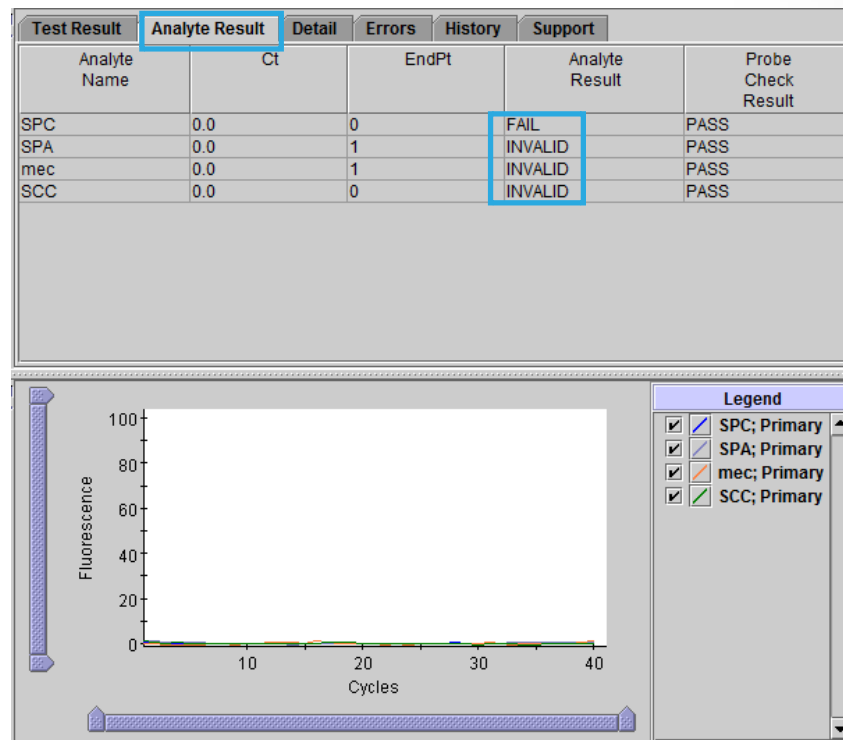 Test Result Analyte Result Detail Errors History Support
Analyte Name Ct EndPt Analyte Result Probe Check Result
SPC 0.0 0 FAIL PASS
SPA 0.0 1 INVALID PASS
mec 0.0 1 INVALID PASS
SCC 0.0 0 INVALID PASS
Legend
SPC; Primary
SPA; Primary
mec; Primary
SCC; Primary
Fluorescence
100
80
60
40
20
0
10 20 30 40
Cycles